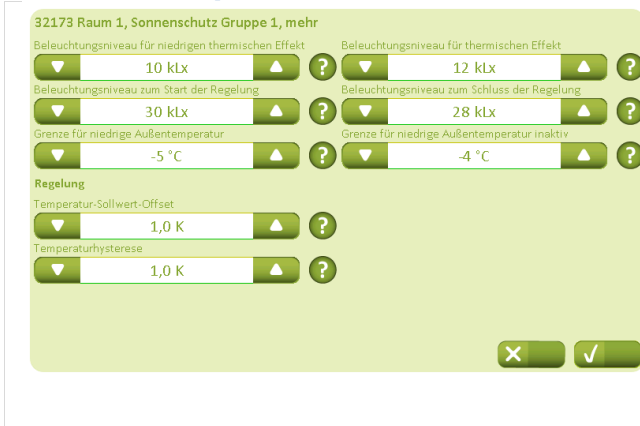 32173 Raum 1, Sonnenschutz Gruppe 1, mehr
Beleuchtungsniveau für niedrigen thermischen Effekt
Beleuchtungsniveau für thermischen Effekt
10 kLx
?
12 kLx
?
Beleuchtungsniveau zum Start der Regelung
Beleuchtungsniveau zum Schluss der Regelung
30 kLx
?
28 kLx
?
Grenze für niedrige Außentemperatur
Grenze für niedrige Außentemperatur inaktiv
-5 °C
?
-4 °C
?
Regelung
Temperatur-Sollwert-Offset
1,0 K
?
Temperaturhysterese
1,0 K
?